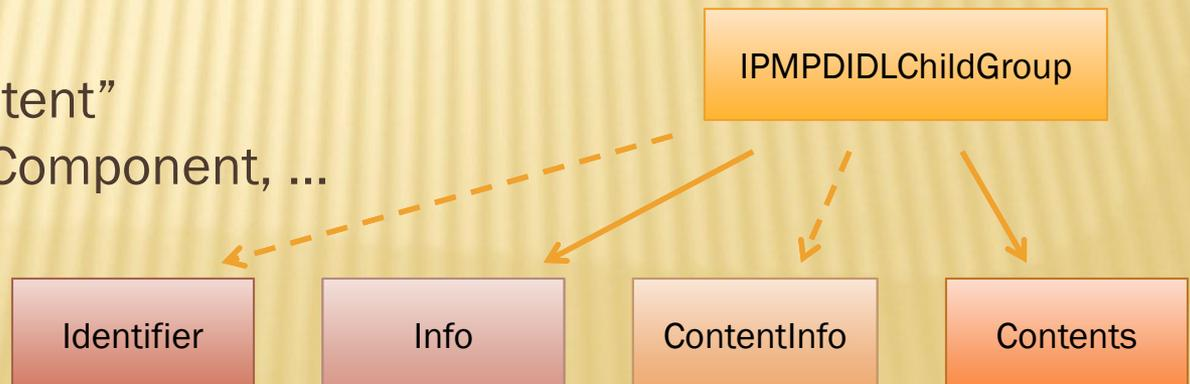 IPMPDIDLChildGroup
tent”
Component, ...
Identifier
Info
ContentInfo
Contents